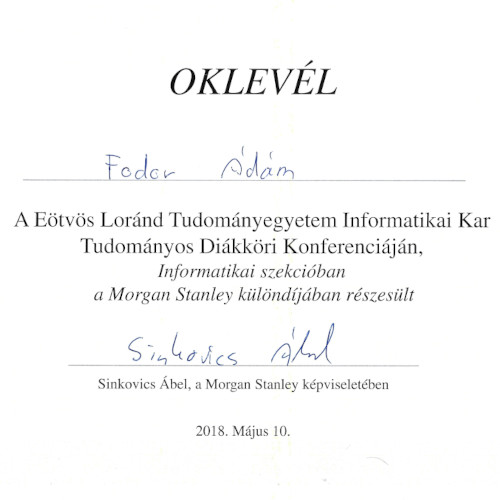 OKLEVÉL
Fodor Ádám
A Eötvös Loránd Tudományegyetem Informatikai Kar
Tudományos Diákköri Konferenciáján,
Informatikai szekcióban
a Morgan Stanley különdíjában részesült
Sinkovics Ábel
Sinkovics Ábel, a Morgan Stanley képviseletében
2018. Május 10.